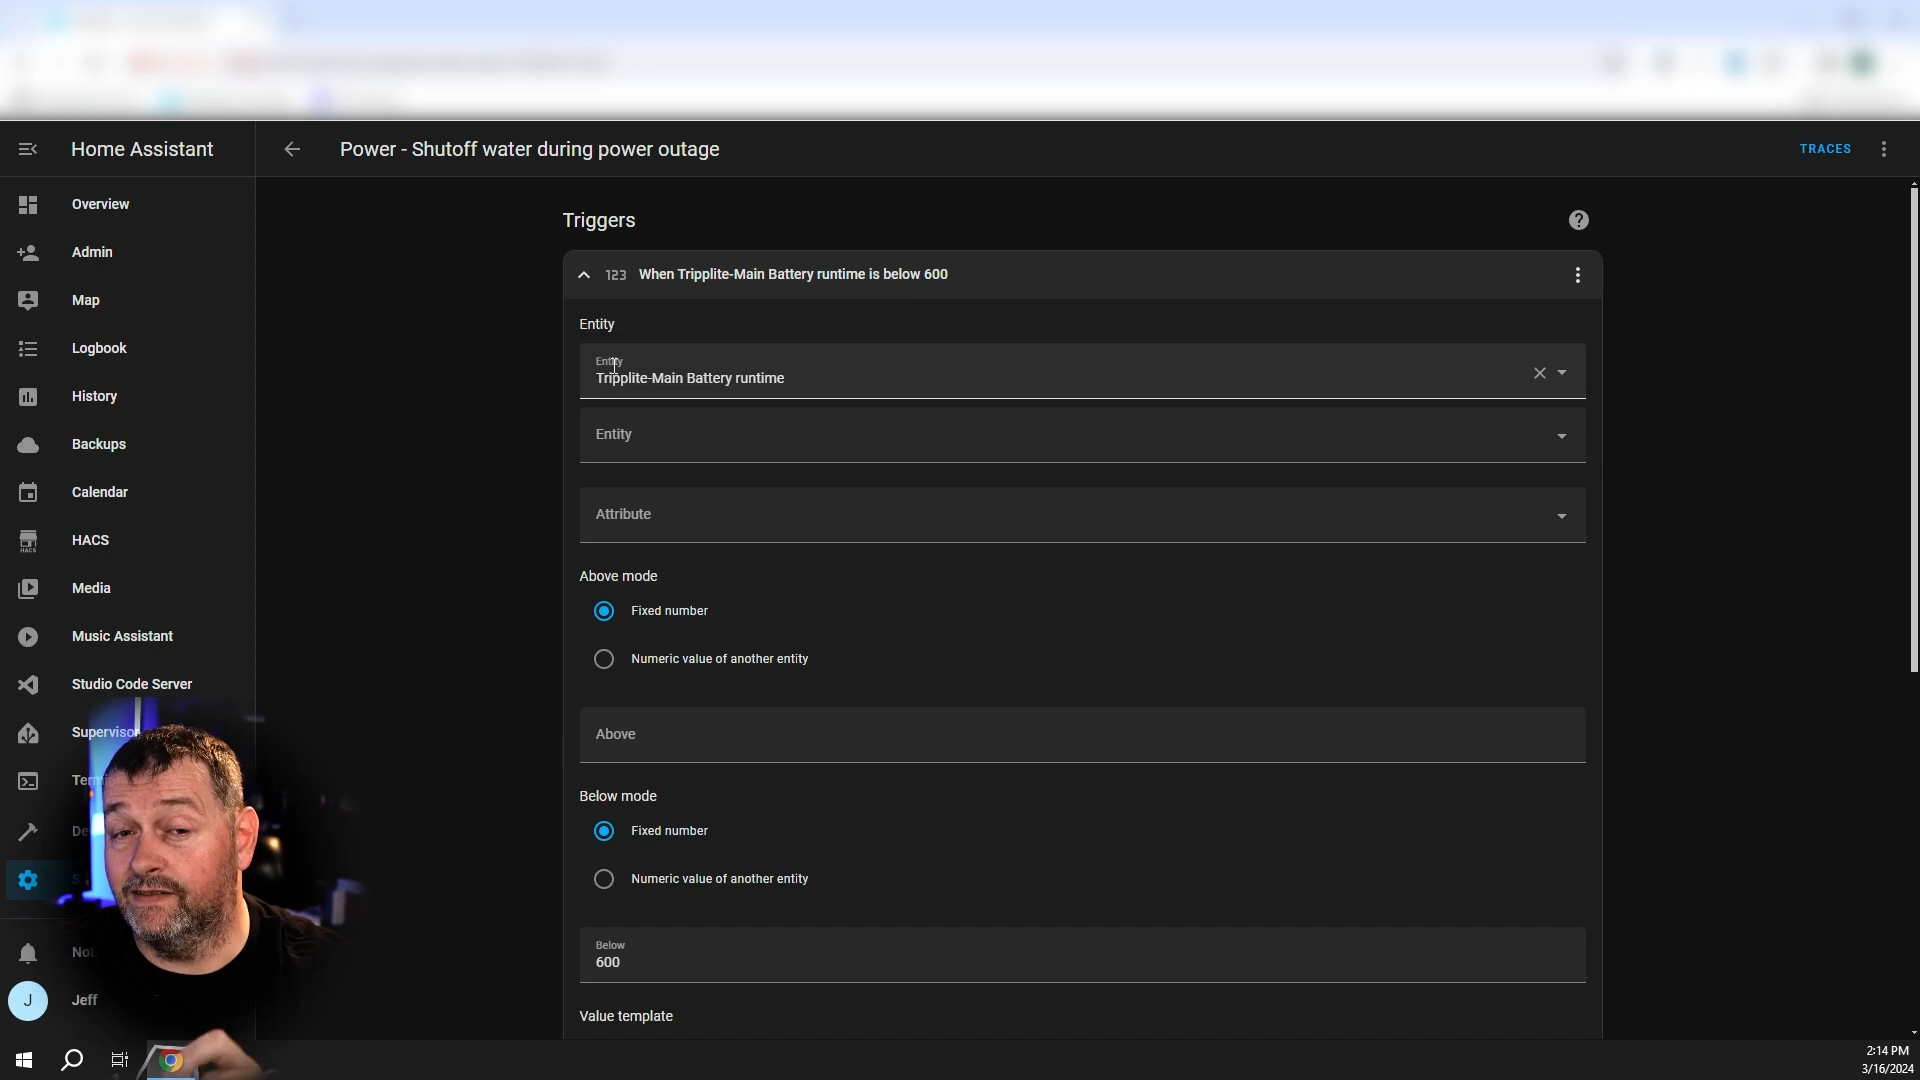 Home Assistant
Power - Shutoff water during power outage
TRACES
Overview
Admin
Map
Logbook
History
Backups
Calendar
HACS
Media
Music Assistant
Studio Code Server
Supervisor
Jeff
J
Triggers
123 When Tripplite-Main Battery runtime is below 600
Entity
Entity
Tripplite-Main Battery runtime
Entity
Attribute
Above mode
Fixed number
Numeric value of another entity
Above
Below mode
Fixed number
Numeric value of another entity
Below
600
Value template
2:14 PM
3/16/2024